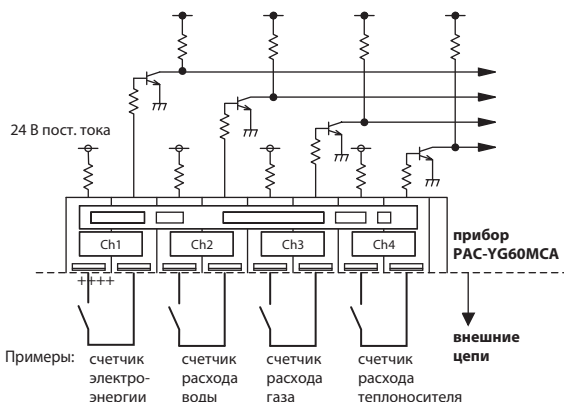 24 В пост. тока
Ch1 Ch2 Ch3 Ch4
прибор
PAC-YG60MCA
++++
внешние
цепи
Примеры: счетчик счетчик счетчик счетчик
электро- расхода расхода расхода
энергии воды газа теплоносителя